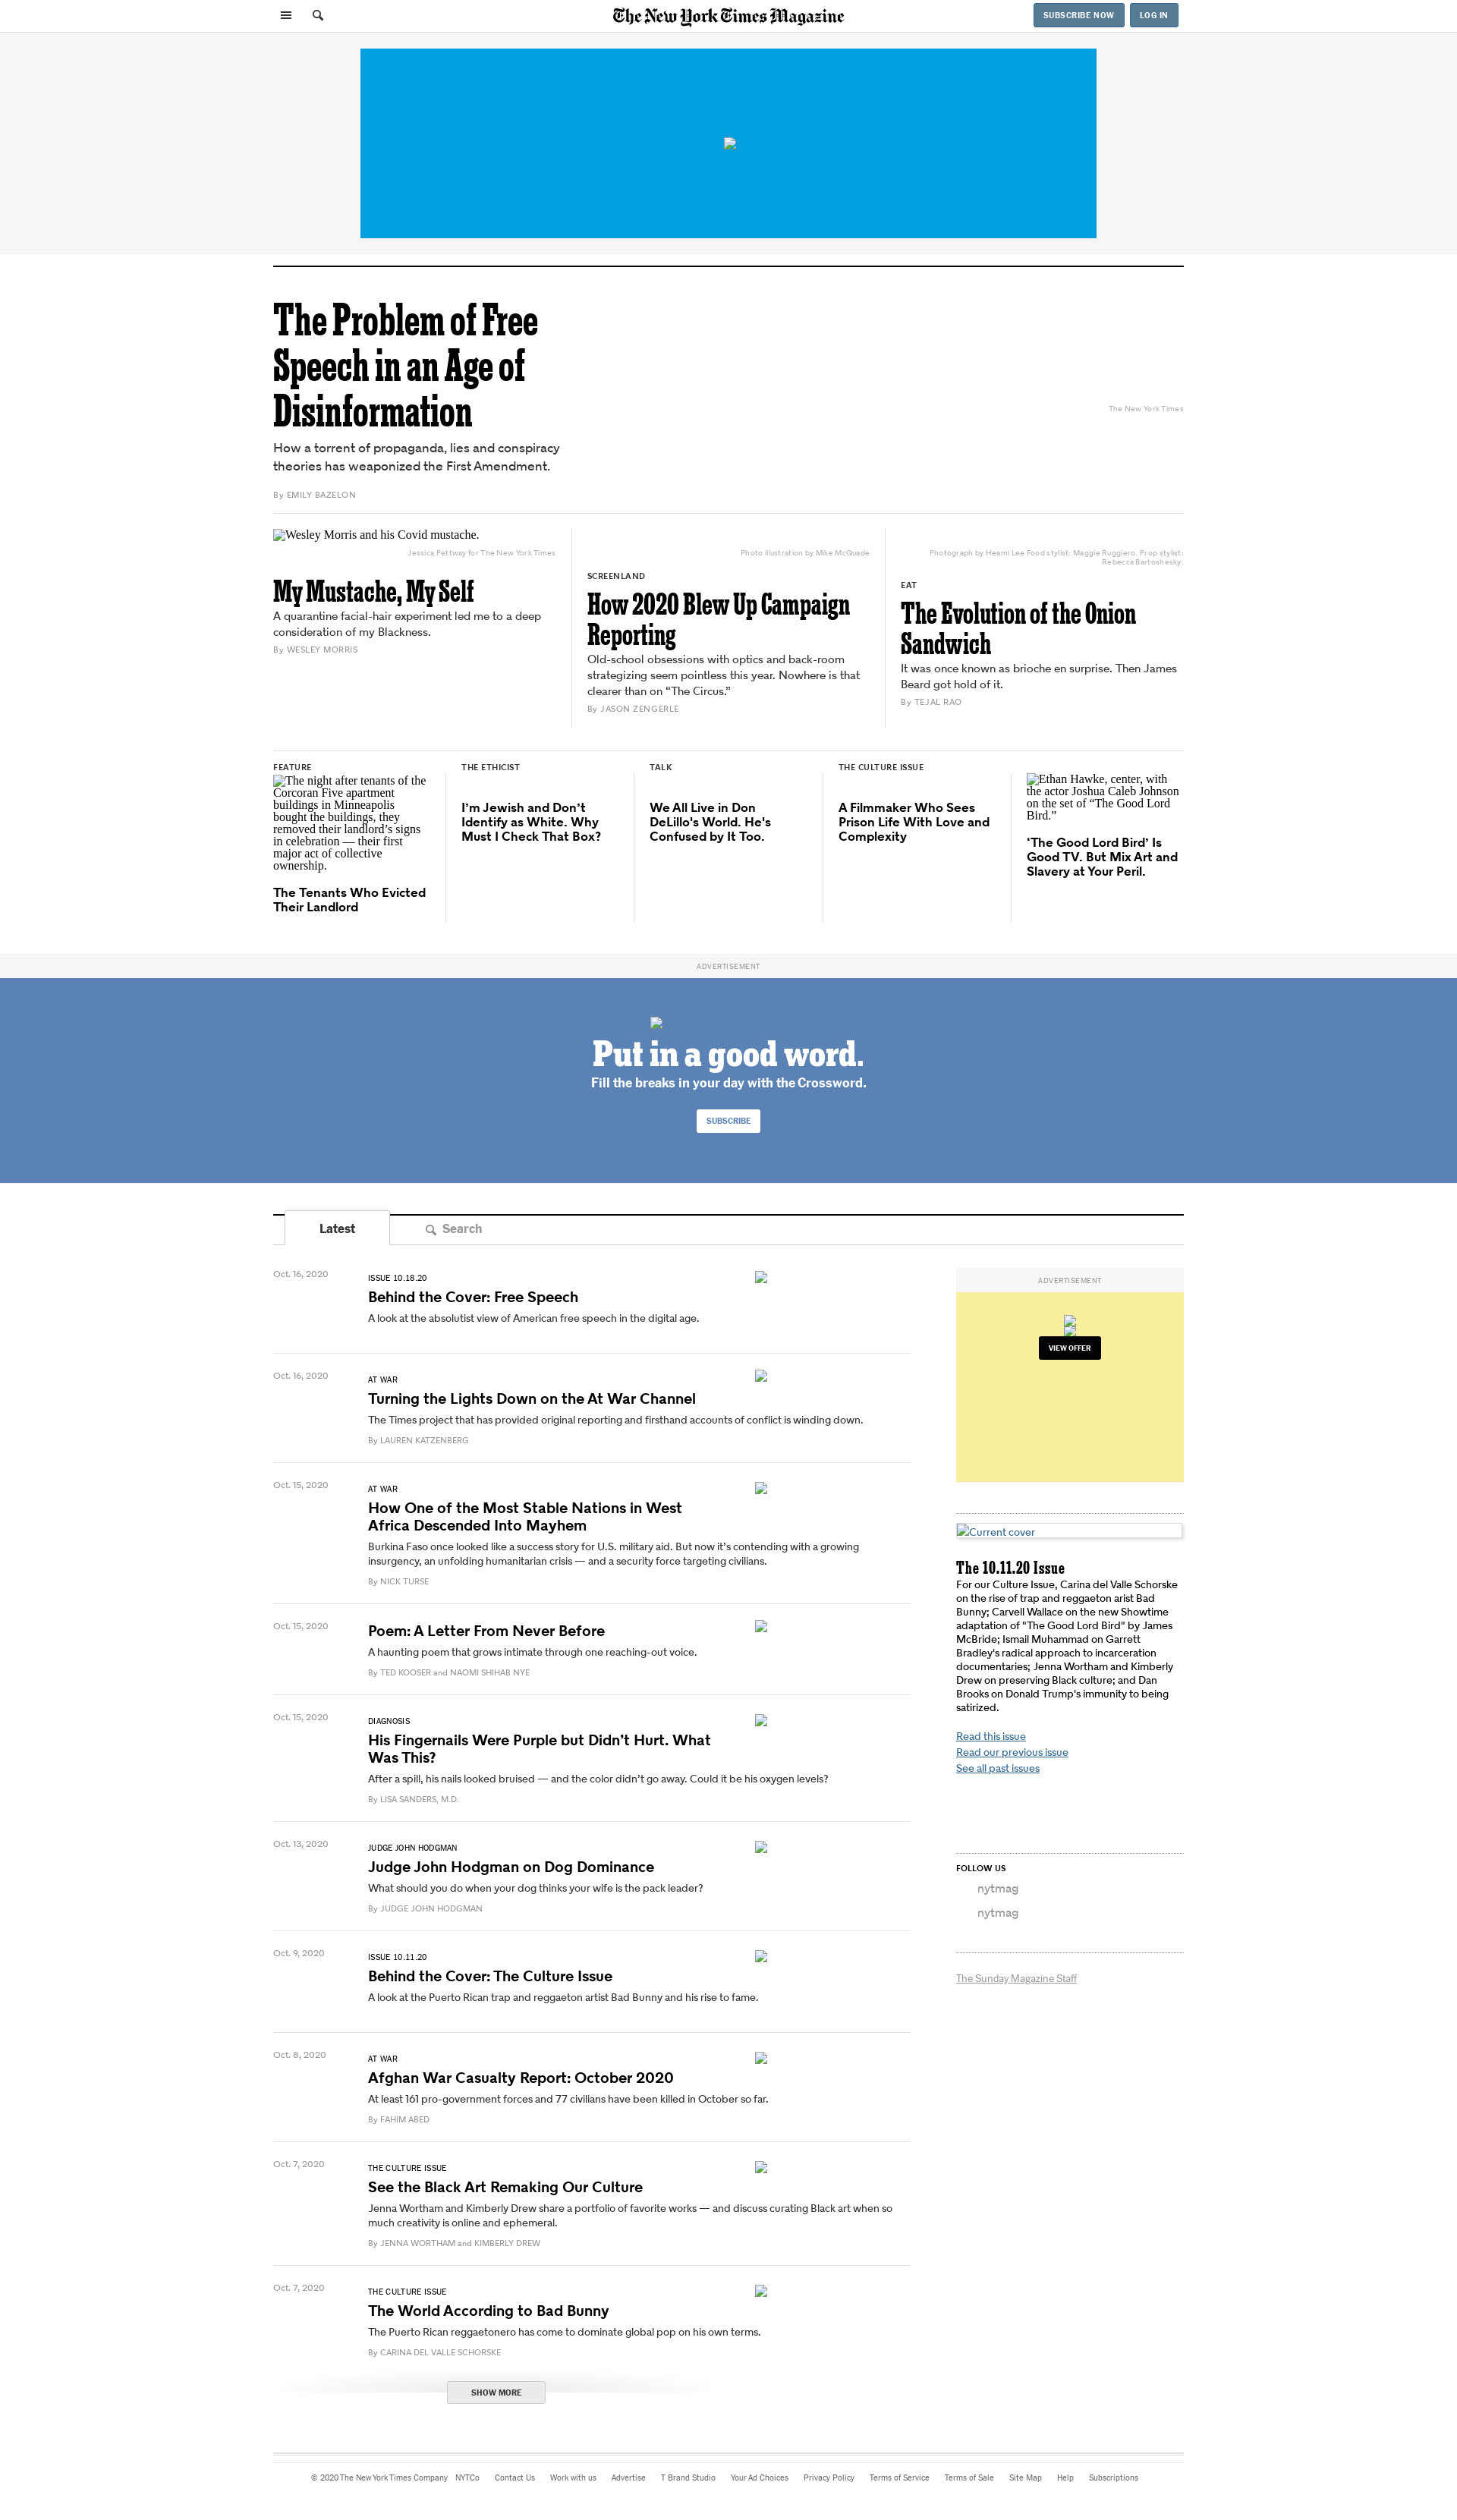 The New York Times Magazine
SUBSCRIBE NOW
LOG IN
The Problem of Free
Speech in an Age of
Disinformation
How a torrent of propaganda, lies and conspiracy
theories has weaponized the First Amendment.
By EMILY BAZELON
The New York Times
Wesley Morris and his Covid mustache.
Jessica Pettway for The New York Times
My Mustache, My Self
A quarantine facial-hair experiment led me to a deep
consideration of my Blackness.
By WESLEY MORRIS
Photo illustration by Mike McQuade
SCREENLAND
How 2020 Blew Up Campaign
Reporting
Old-school obsessions with optics and back-room
strategizing seem pointless this year. Nowhere is that
clearer than on “The Circus.”
By JASON ZENGERLE
Photograph by Heami Lee Food stylist: Maggie Ruggiero. Prop stylist:
Rebecca Bartoshesky.
EAT
The Evolution of the Onion
Sandwich
It was once known as brioche en surprise. Then James
Beard got hold of it.
By TEJAL RAO
FEATURE
The night after tenants of the
Corcoran Five apartment
buildings in Minneapolis
bought the buildings, they
removed their landlord’s signs
in celebration — their first
major act of collective
ownership.
The Tenants Who Evicted
Their Landlord
THE ETHICIST
I’m Jewish and Don’t
Identify as White. Why
Must I Check That Box?
TALK
We All Live in Don
DeLillo's World. He's
Confused by It Too.
THE CULTURE ISSUE
A Filmmaker Who Sees
Prison Life With Love and
Complexity
Ethan Hawke, center, with
the actor Joshua Caleb Johnson
on the set of “The Good Lord
Bird.”
‘The Good Lord Bird’ Is
Good TV. But Mix Art and
Slavery at Your Peril.
ADVERTISEMENT
Put in a good word.
Fill the breaks in your day with the Crossword.
SUBSCRIBE
Latest
Search
Oct. 16, 2020
ISSUE 10.18.20
Behind the Cover: Free Speech
A look at the absolutist view of American free speech in the digital age.
Oct. 16, 2020
AT WAR
Turning the Lights Down on the At War Channel
The Times project that has provided original reporting and firsthand accounts of conflict is winding down.
By LAUREN KATZENBERG
Oct. 15, 2020
AT WAR
How One of the Most Stable Nations in West
Africa Descended Into Mayhem
Burkina Faso once looked like a success story for U.S. military aid. But now it’s contending with a growing
insurgency, an unfolding humanitarian crisis — and a security force targeting civilians.
By NICK TURSE
Oct. 15, 2020
Poem: A Letter From Never Before
A haunting poem that grows intimate through one reaching-out voice.
By TED KOOSER and NAOMI SHIHAB NYE
Oct. 15, 2020
DIAGNOSIS
His Fingernails Were Purple but Didn’t Hurt. What
Was This?
After a spill, his nails looked bruised — and the color didn’t go away. Could it be his oxygen levels?
By LISA SANDERS, M.D.
Oct. 13, 2020
JUDGE JOHN HODGMAN
Judge John Hodgman on Dog Dominance
What should you do when your dog thinks your wife is the pack leader?
By JUDGE JOHN HODGMAN
Oct. 9, 2020
ISSUE 10.11.20
Behind the Cover: The Culture Issue
A look at the Puerto Rican trap and reggaeton artist Bad Bunny and his rise to fame.
Oct. 8, 2020
AT WAR
Afghan War Casualty Report: October 2020
At least 161 pro-government forces and 77 civilians have been killed in October so far.
By FAHIM ABED
Oct. 7, 2020
THE CULTURE ISSUE
See the Black Art Remaking Our Culture
Jenna Wortham and Kimberly Drew share a portfolio of favorite works — and discuss curating Black art when so
much creativity is online and ephemeral.
By JENNA WORTHAM and KIMBERLY DREW
Oct. 7, 2020
THE CULTURE ISSUE
The World According to Bad Bunny
The Puerto Rican reggaetonero has come to dominate global pop on his own terms.
By CARINA DEL VALLE SCHORSKE
SHOW MORE
ADVERTISEMENT
VIEW OFFER
Current cover
The 10.11.20 Issue
For our Culture Issue, Carina del Valle Schorske
on the rise of trap and reggaeton arist Bad
Bunny; Carvell Wallace on the new Showtime
adaptation of "The Good Lord Bird" by James
McBride; Ismail Muhammad on Garrett
Bradley's radical approach to incarceration
documentaries; Jenna Wortham and Kimberly
Drew on preserving Black culture; and Dan
Brooks on Donald Trump's immunity to being
satirized.
Read this issue
Read our previous issue
See all past issues
FOLLOW US
nytmag
nytmag
The Sunday Magazine Staff
© 2020 The New York Times Company NYTCo Contact Us Work with us Advertise T Brand Studio Your Ad Choices Privacy Policy Terms of Service Terms of Sale Site Map Help Subscriptions